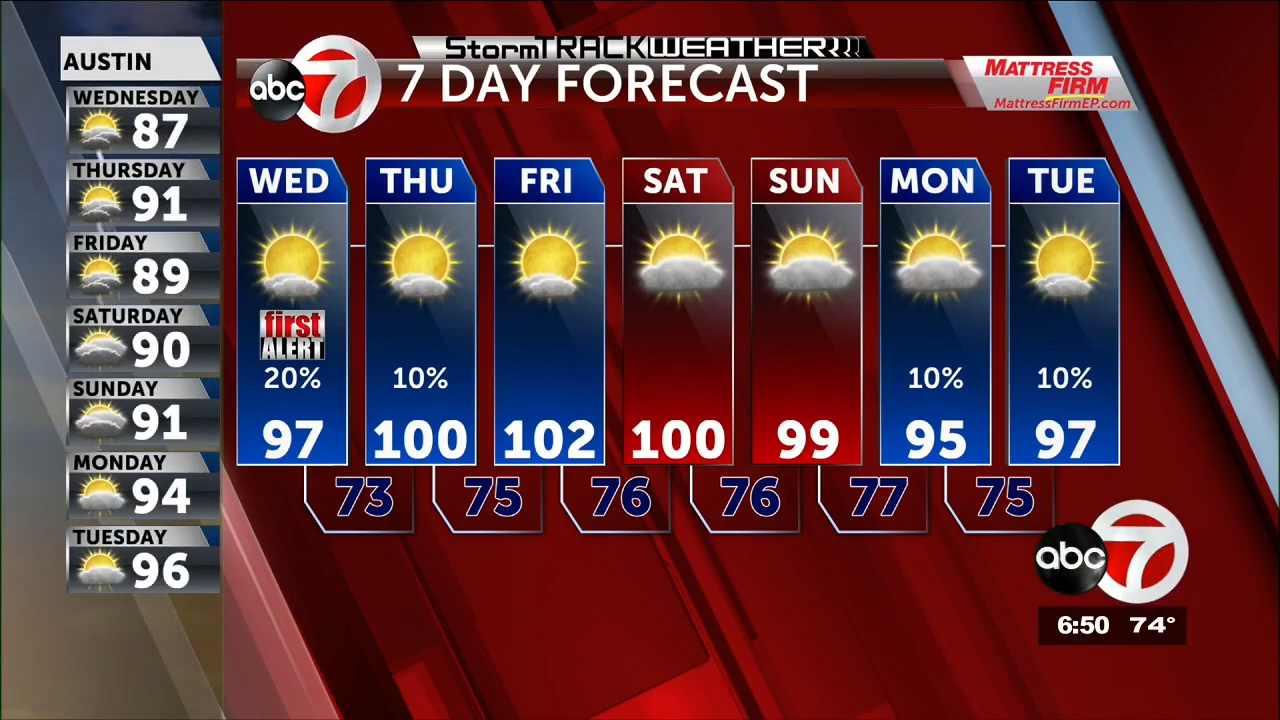 AUSTIN
WEDNESDAY
87
THURSDAY
91
FRIDAY
89
SATURDAY
90
SUNDAY
91
MONDAY
94
TUESDAY
96
StormTRACKWEATHER
abc 7
7 DAY FORECAST
MATTRESS
FIRM
MattressFirmEP.com
WED THU FRI SAT SUN MON TUE
first
ALERT
20% 10% 10% 10%
97 100 102 100 99 95 97
73 75 76 76 77 75
abc 7
6:50 74°